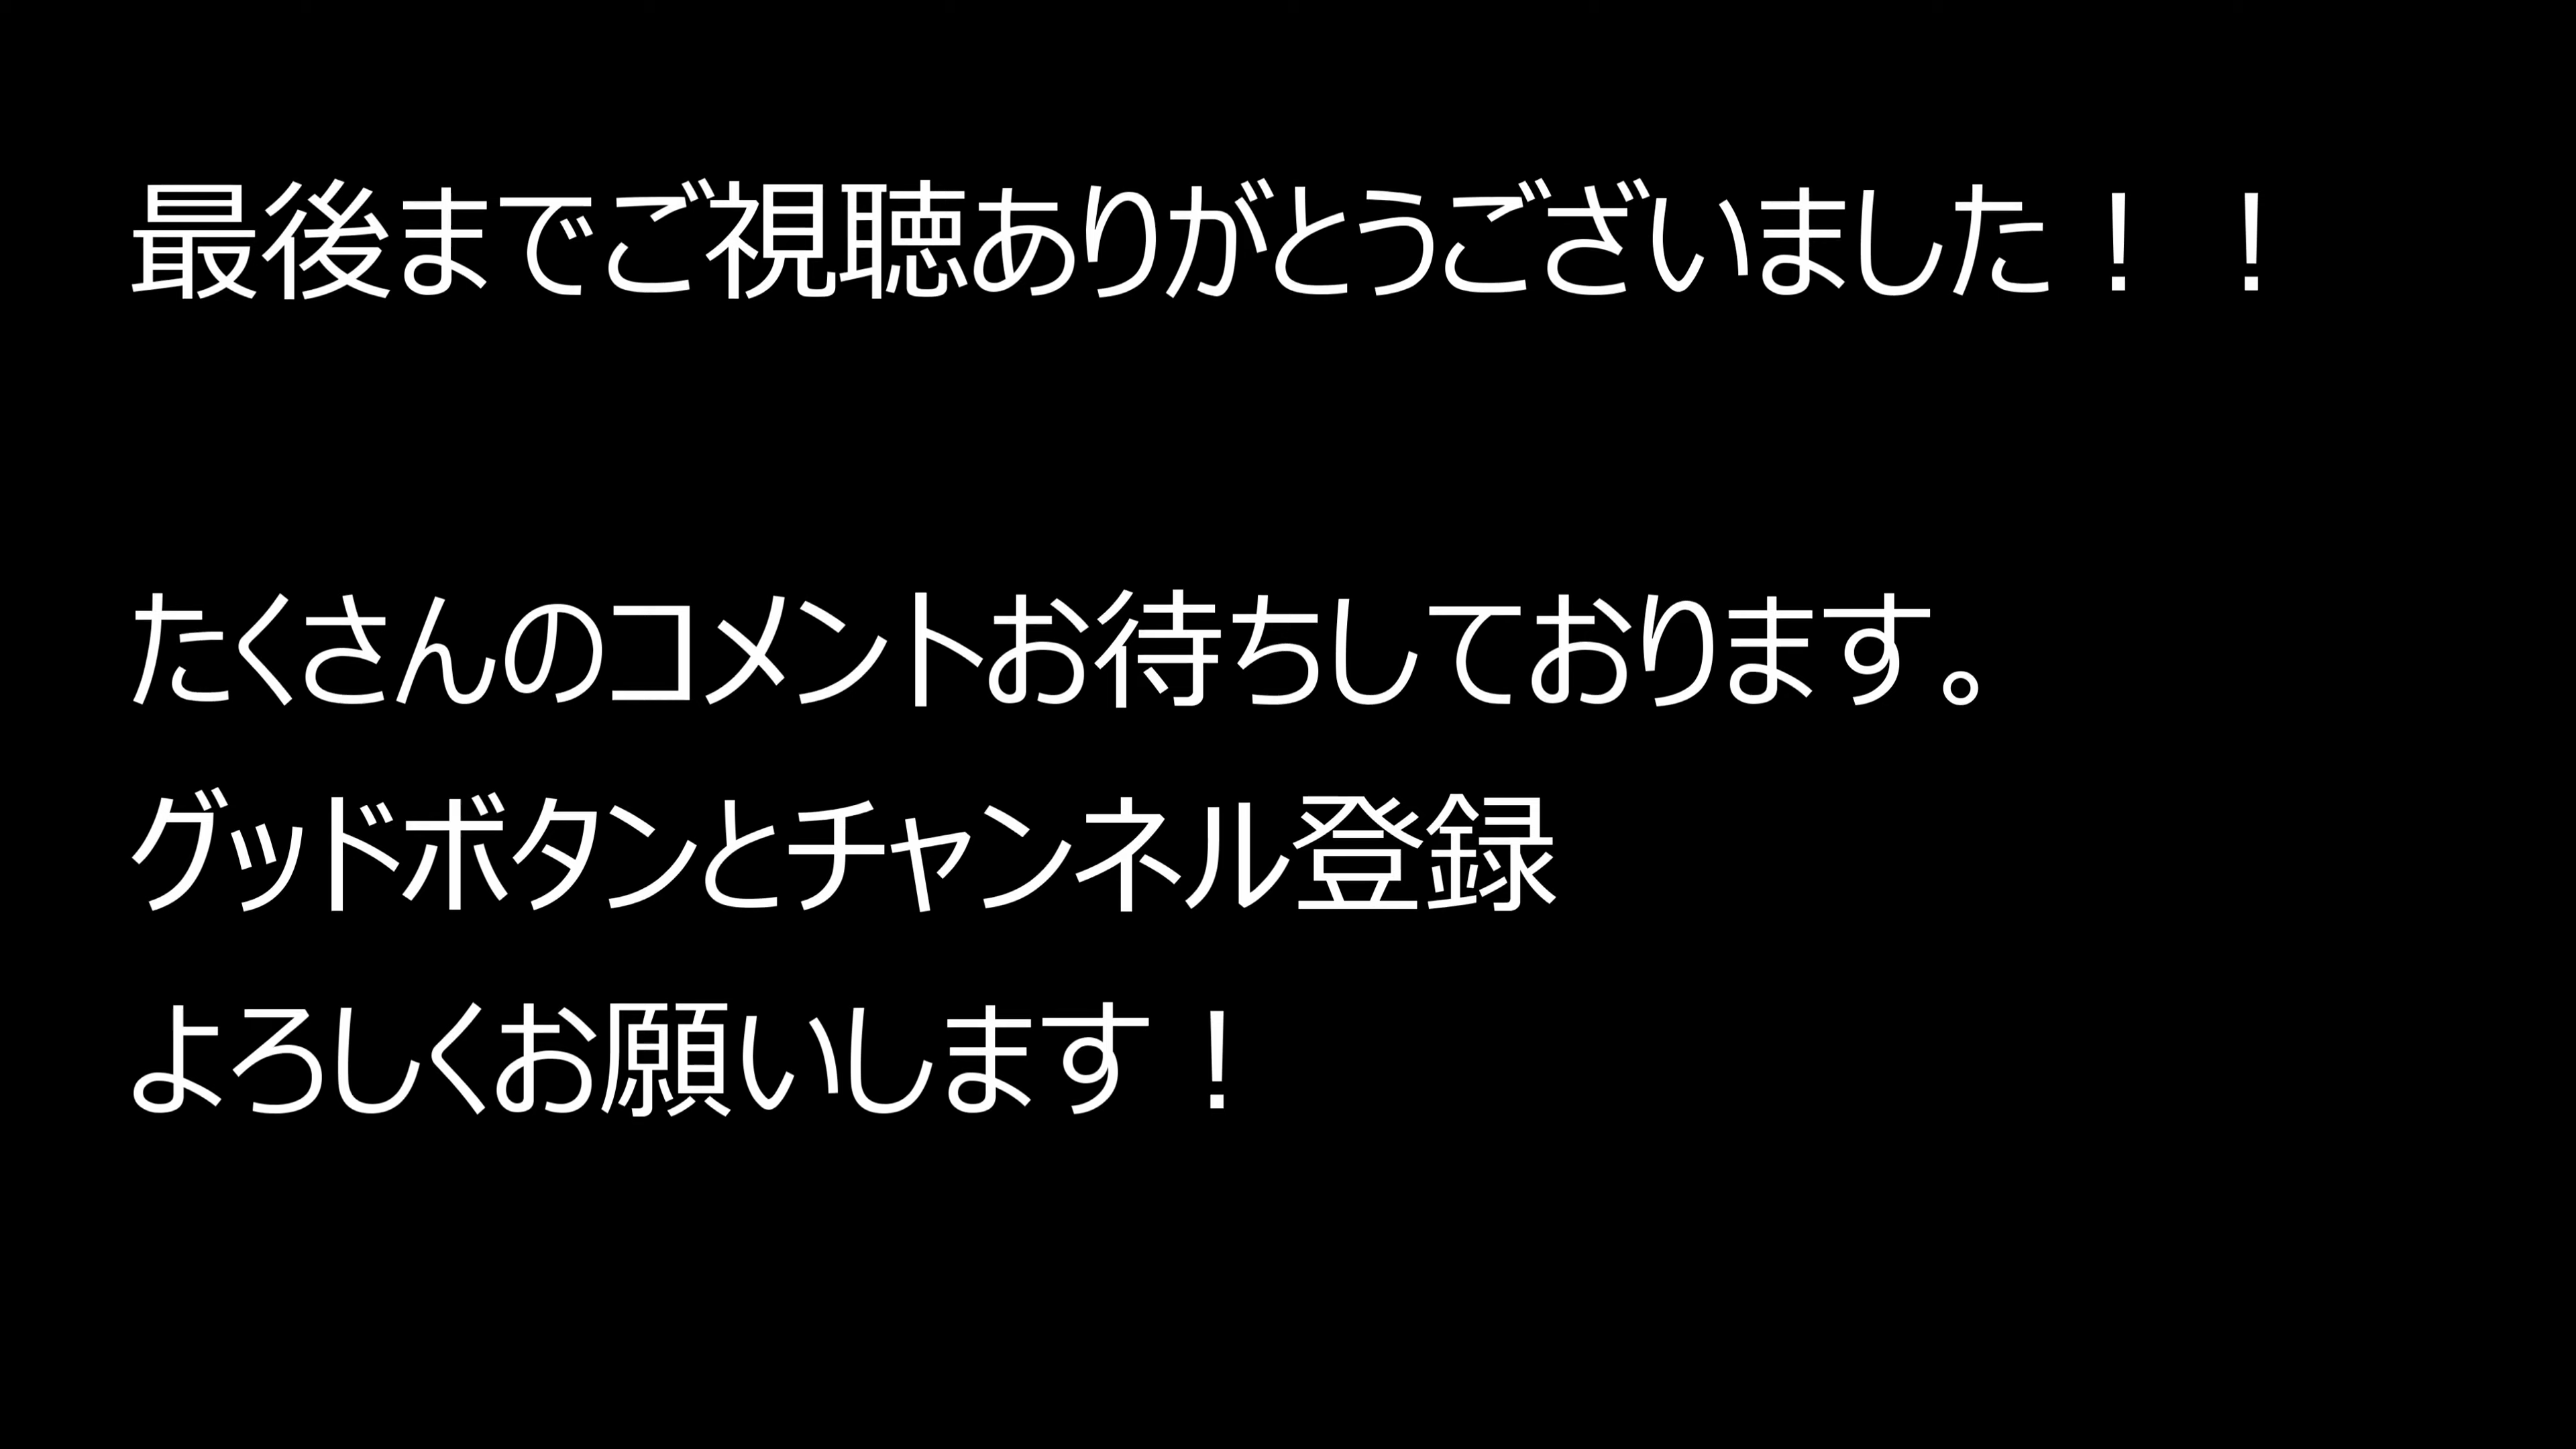 最後までご視聴ありがとうございました！！
たくさんのコメントお待ちしております。
グッドボタンとチャンネル登録
よろしくお願いします！